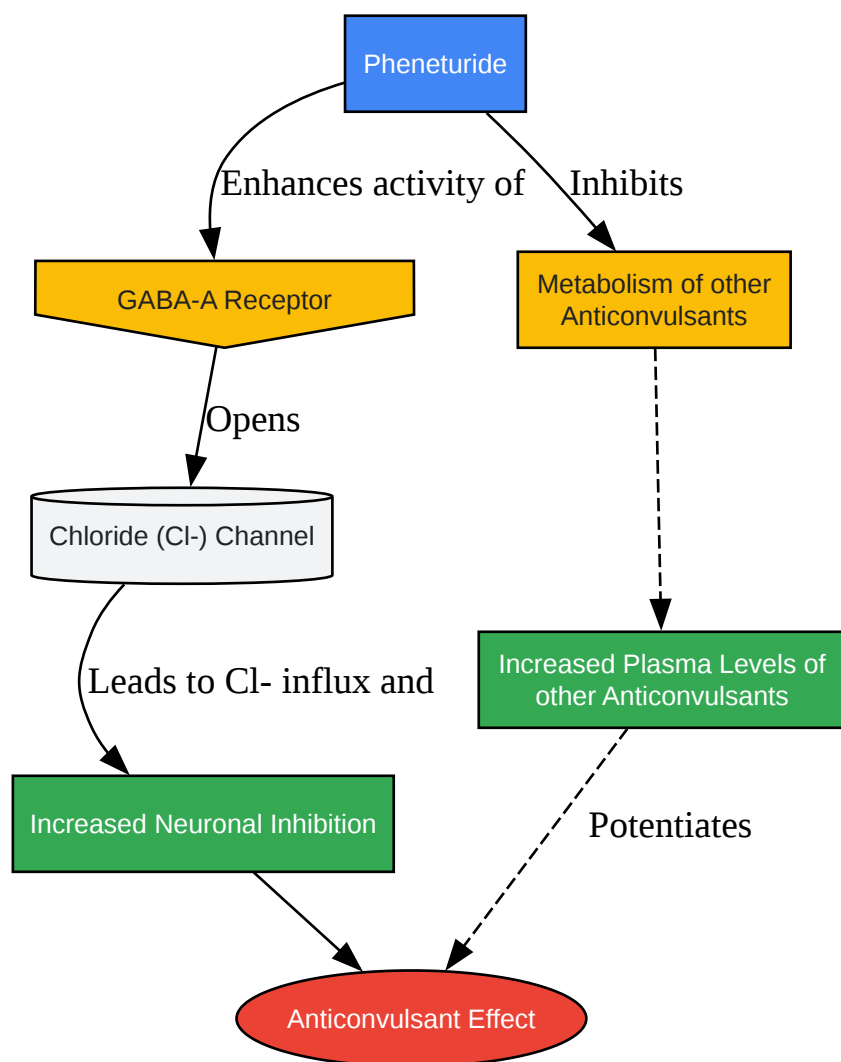 Pheneturide
Enhances activity of
Inhibits
GABA-A Receptor
Metabolism of other
Anticonvulsants
Opens
Chloride (Cl-) Channel
Leads to Cl- influx and
Increased Plasma Levels of
other Anticonvulsants
Increased Neuronal Inhibition
Potentiates
Anticonvulsant Effect